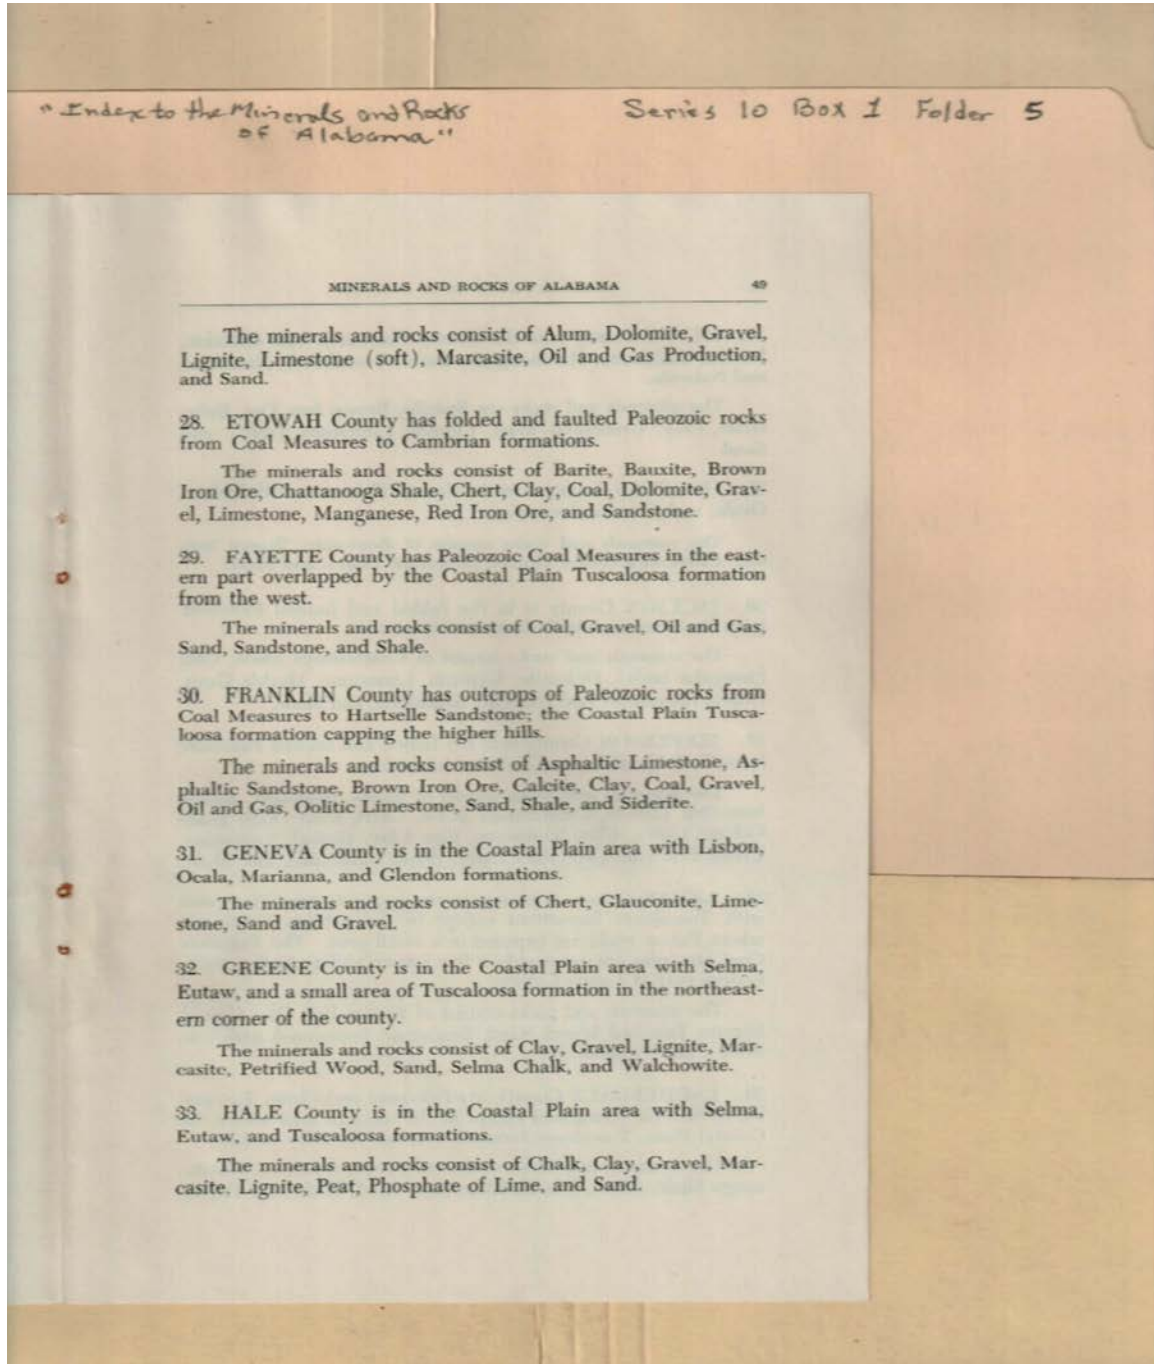 "Index to the Minerals and Rocks
of Alabama"
Series 10 Box 1 Folder 5
MINERALS AND ROCKS OF ALABAMA 49
The minerals and rocks consist of Alum, Dolomite, Gravel,
Lignite, Limestone (soft), Marcasite, Oil and Gas Production,
and Sand.
28. ETOWAH County has folded and faulted Paleozoic rocks
from Coal Measures to Cambrian formations.
The minerals and rocks consist of Barite, Bauxite, Brown
Iron Ore, Chattanooga Shale, Chert, Clay, Coal, Dolomite, Grav-
el, Limestone, Manganese, Red Iron Ore, and Sandstone.
29. FAYETTE County has Paleozoic Coal Measures in the east-
ern part overlapped by the Coastal Plain Tuscaloosa formation
from the west.
The minerals and rocks consist of Coal, Gravel, Oil and Gas,
Sand, Sandstone, and Shale.
30. FRANKLIN County has outcrops of Paleozoic rocks from
Coal Measures to Hartselle Sandstone; the Coastal Plain Tusca-
loosa formation capping the higher hills.
The minerals and rocks consist of Asphaltic Limestone, As-
phaltic Sandstone, Brown Iron Ore, Calcite, Clay, Coal, Gravel,
Oil and Gas, Oolitic Limestone, Sand, Shale, and Siderite.
31. GENEVA County is in the Coastal Plain area with Lisbon,
Ocala, Marianna, and Glendon formations.
The minerals and rocks consist of Chert, Glauconite, Lime-
stone, Sand and Gravel.
32. GREENE County is in the Coastal Plain area with Selma,
Eutaw, and a small area of Tuscaloosa formation in the northeast-
ern corner of the county.
The minerals and rocks consist of Clay, Gravel, Lignite, Mar-
casite, Petrified Wood, Sand, Selma Chalk, and Walchowite.
33. HALE County is in the Coastal Plain area with Selma,
Eutaw, and Tuscaloosa formations.
The minerals and rocks consist of Chalk, Clay, Gravel, Mar-
casite, Lignite, Peat, Phosphate of Lime, and Sand.